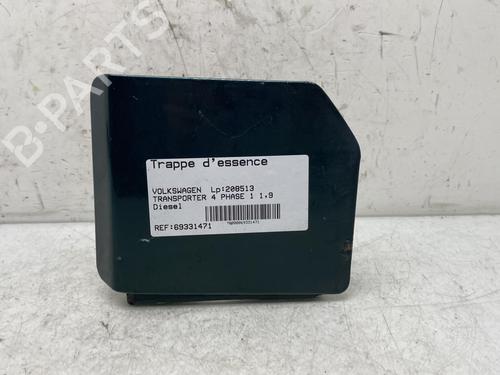 B-PARTS
Trappe d'essence
VOLKSWAGEN Lp:208513
TRANSPORTER 4 PHASE 1 1.9
Diesel
REF:69331471